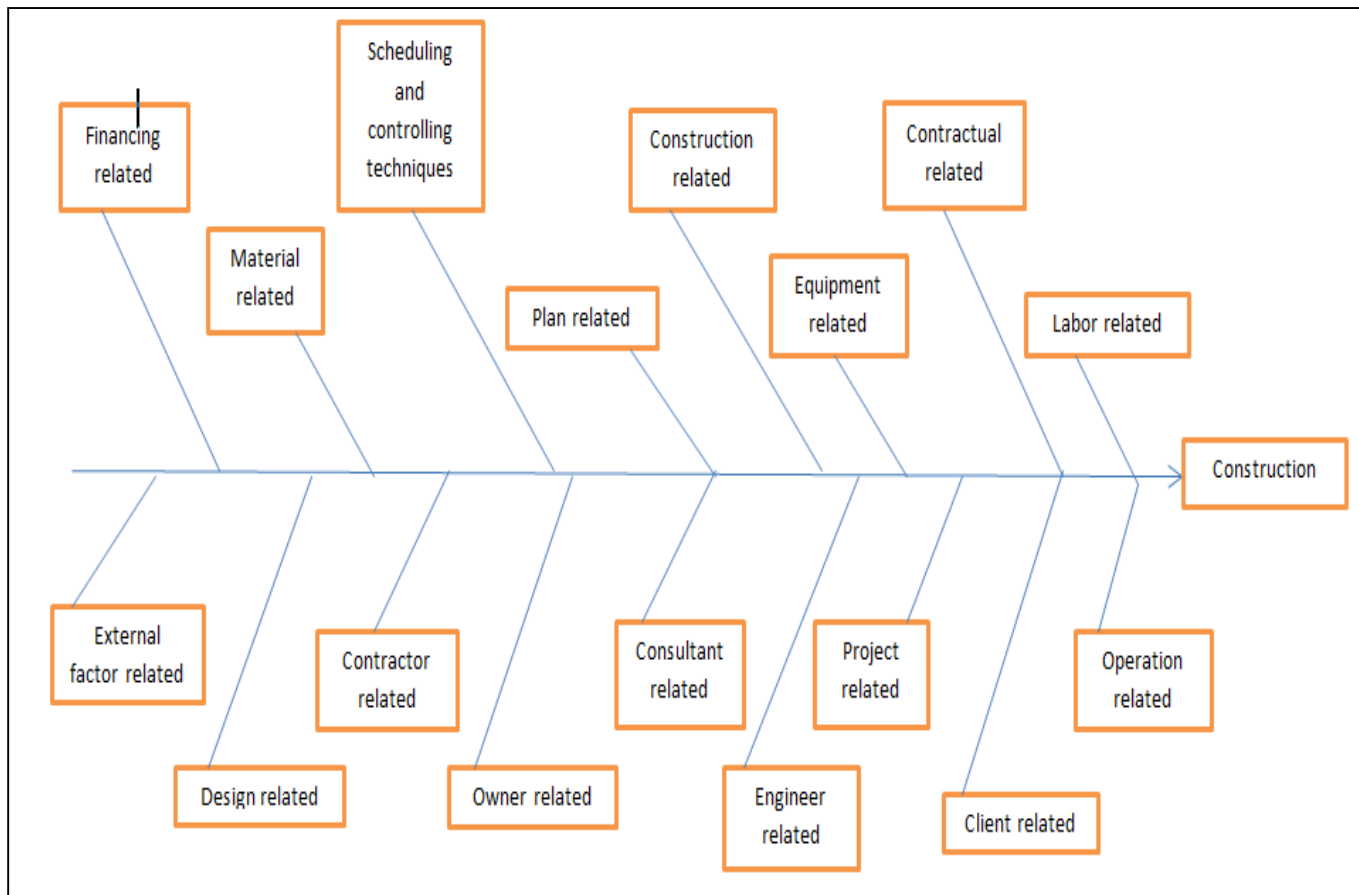 Financing
related
Material
related
Scheduling
and
controlling
techniques
Plan related
Construction
related
Equipment
related
Contractual
related
Labor related
Construction
External
factor related
Design related
Contractor
related
Owner related
Consultant
related
Engineer
related
Project
related
Client related
Operation
related